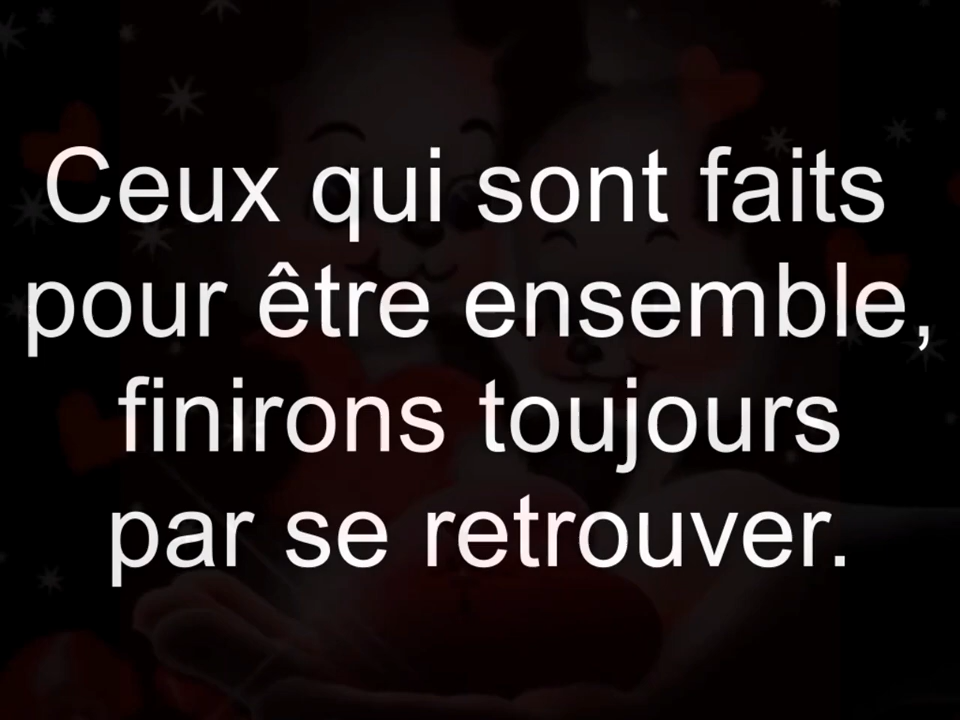 Ceux qui sont faits
pour être ensemble,
finirons toujours
par se retrouver.